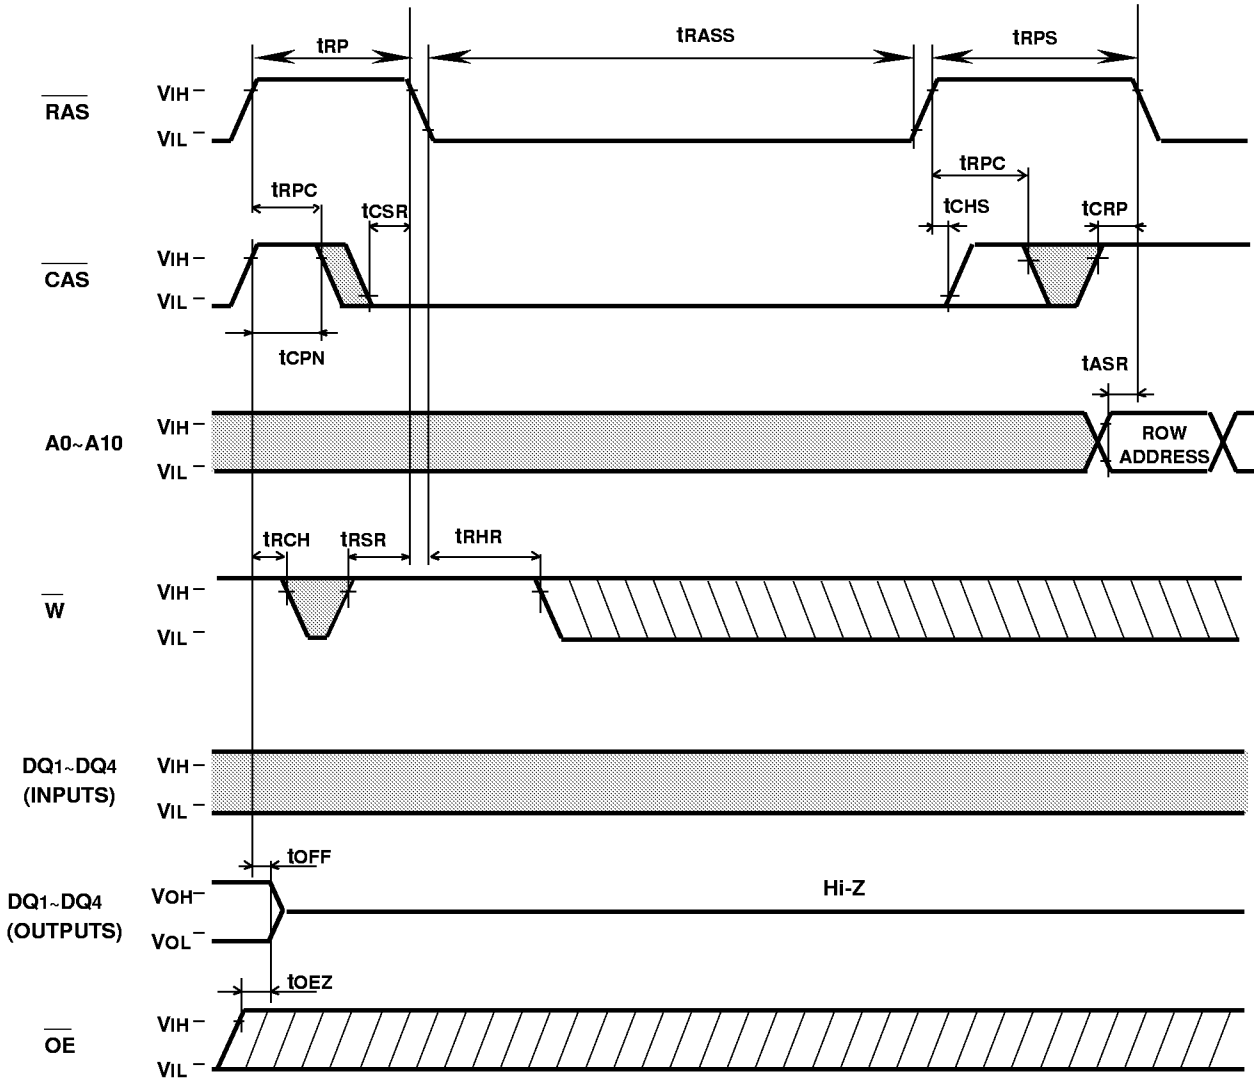 tRP
tRASS
tRPS
RAS
VIH
VIL
tRPC
tCSR
tRPC
tCHS
tCRP
CAS
VIH
VIL
tCPN
tASR
A0~A10
VIH
VIL
ROW
ADDRESS
tRCH
tRSR
tRHR
W
VIH
VIL
DQ1~DQ4
(INPUTS)
VIH
VIL
tOFF
DQ1~DQ4
(OUTPUTS)
VOH
VOL
Hi-Z
tOEZ
OE
VIH
VIL